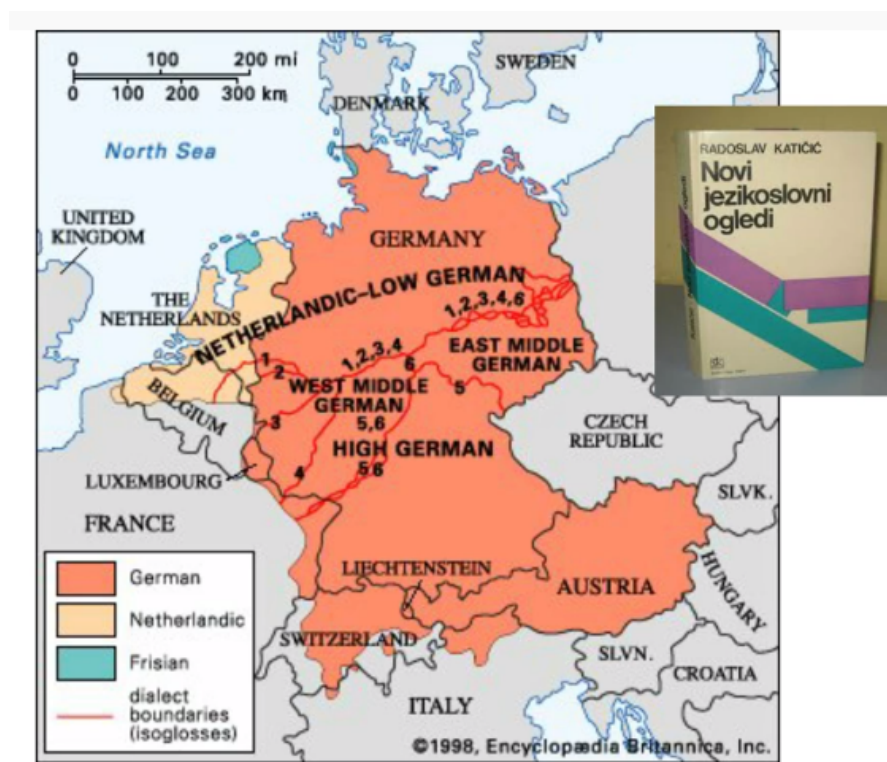 0 100 200 mi
0 100 200 300 km
SWEDEN
DENMARK
North Sea
UNITED
KINGDOM
GERMANY
THE
NETHERLANDS
NETHERLANDIC–LOW GERMAN
1,2,3,4,6
1,2,3,4
1
2
6
EAST MIDDLE
GERMAN
5
WEST MIDDLE
GERMAN
BELGIUM
3
5,6
HIGH GERMAN
CZECH
REPUBLIC
4
5
6
LUXEMBOURG
SLVK.
FRANCE
LIECHTENSTEIN
AUSTRIA
HUNGARY
SWITZERLAND
SLVN.
CROATIA
ITALY
German
Netherlandic
Frisian
dialect
boundaries
(isoglosses)
©1998, Encyclopædia Britannica, Inc.
RADOSLAV KATIČIĆ
Novi
jezikoslovni
ogledi